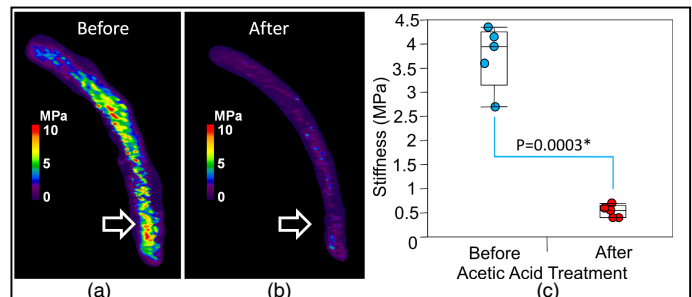 Before
MPa
10
5
0
(a)
After
MPa
10
5
0
(b)
Stiffness (MPa)
4.5
4
3.5
3
2.5
2
1.5
1
0.5
0
P=0.0003*
Before After
Acetic Acid Treatment
(c)